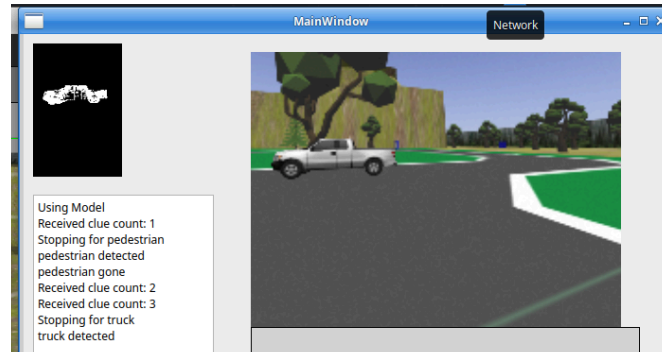 MainWindow
Network
Using Model
Received clue count: 1
Stopping for pedestrian
pedestrian detected
pedestrian gone
Received clue count: 2
Received clue count: 3
Stopping for truck
truck detected